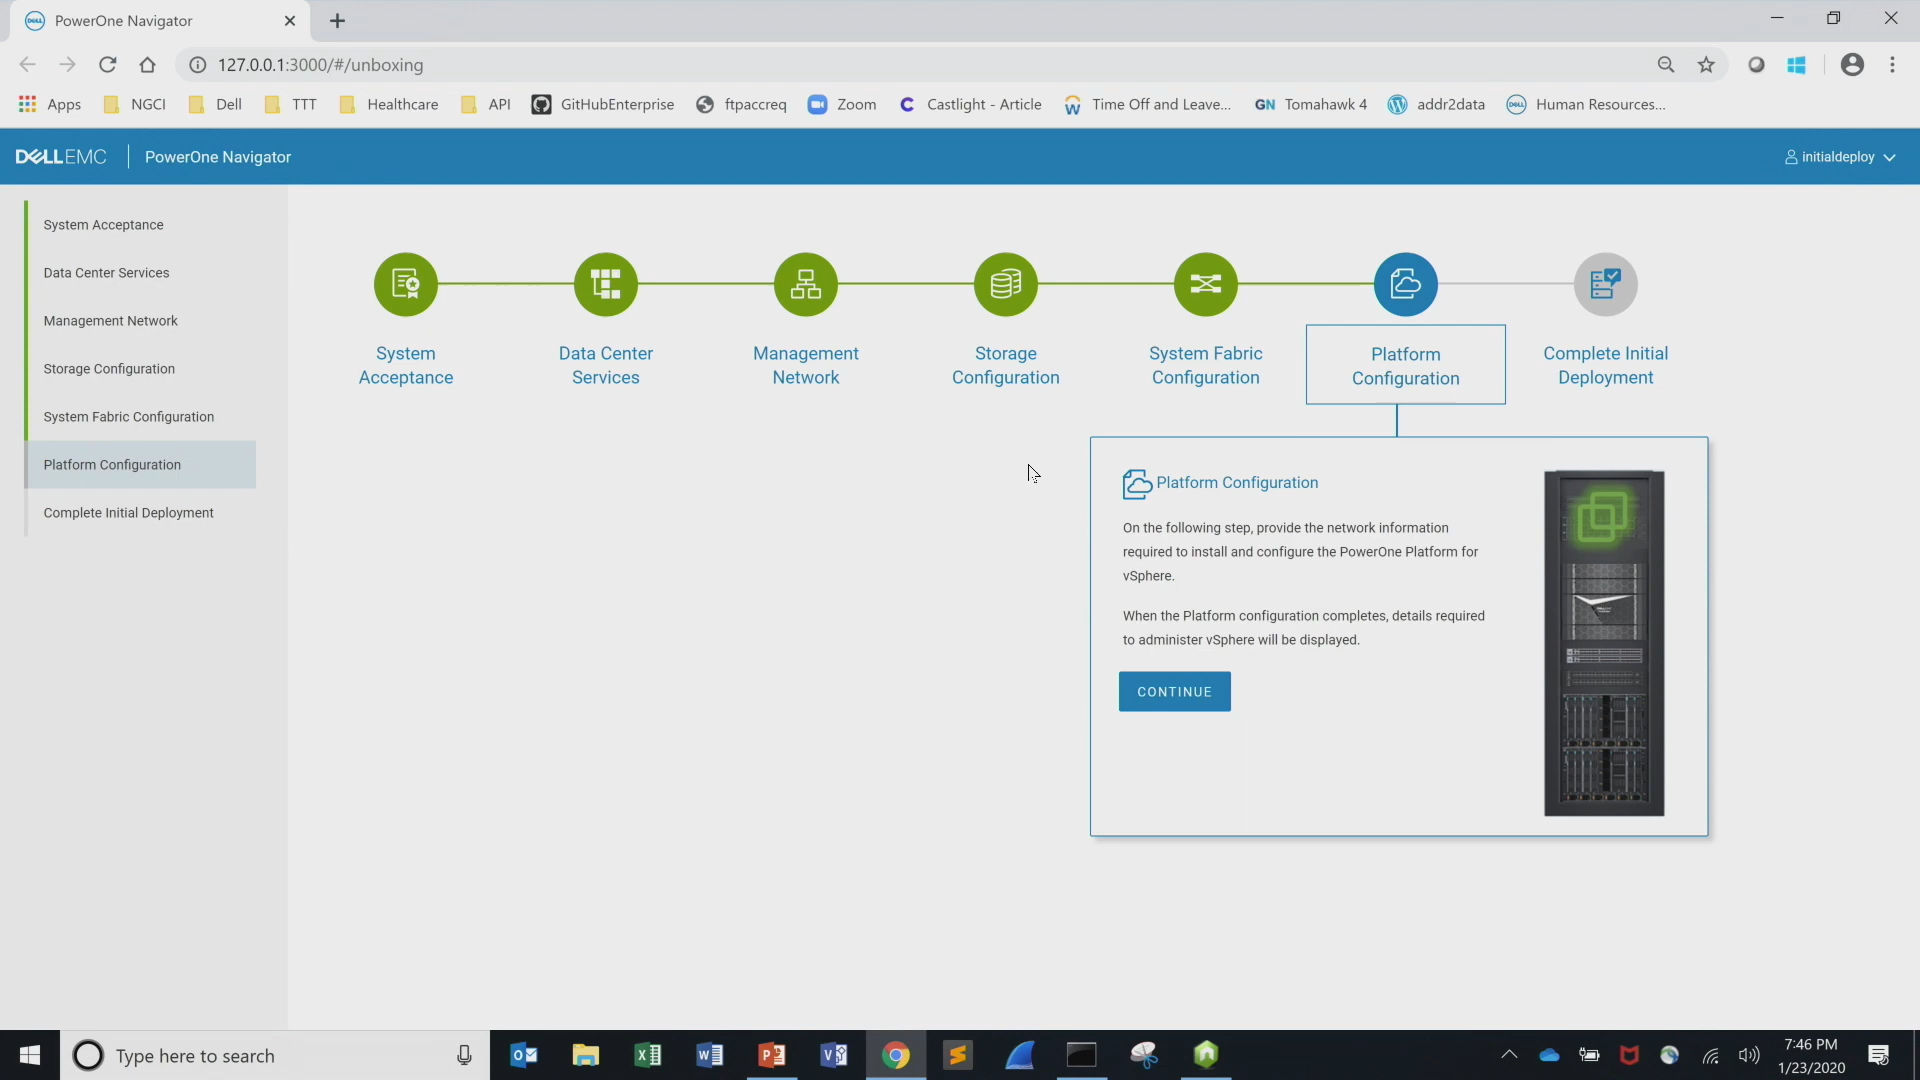 PowerOne Navigator
127.0.0.1:3000/#/unboxing
Apps NGCI Dell TTT Healthcare API GitHubEnterprise ftpaccreq Zoom Castlight - Article Time Off and Leave... GN Tomahawk 4 addr2data Human Resources...
DELLEMC PowerOne Navigator initialdeploy
System Acceptance
Data Center Services
Management Network
Storage Configuration
System Fabric Configuration
Platform Configuration
Complete Initial Deployment
System
Acceptance
Data Center
Services
Management
Network
Storage
Configuration
System Fabric
Configuration
Platform
Configuration
Complete Initial
Deployment
Platform Configuration
On the following step, provide the network information
required to install and configure the PowerOne Platform for
vSphere.
When the Platform configuration completes, details required
to administer vSphere will be displayed.
CONTINUE
Type here to search
7:46 PM
1/23/2020